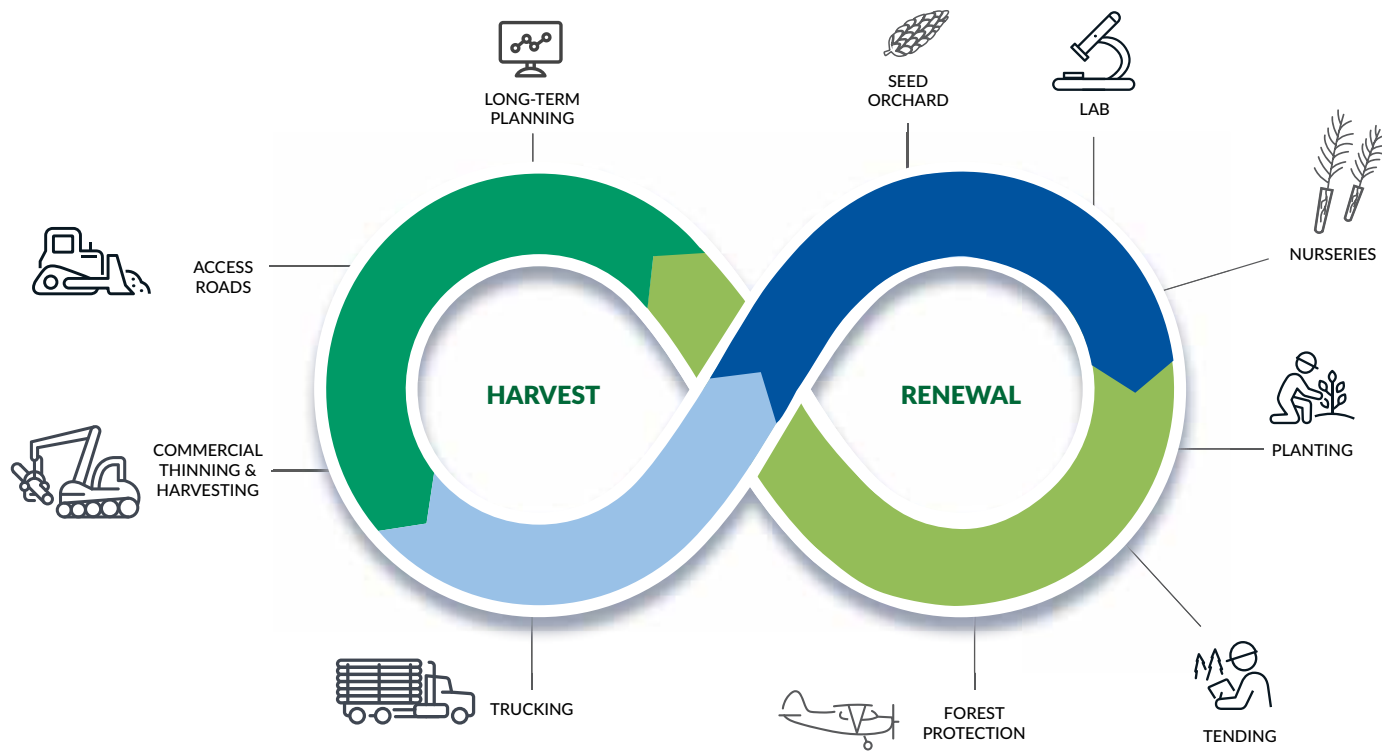 LONG-TERM
PLANNING
SEED
ORCHARD
LAB
NURSERIES
ACCESS
ROADS
HARVEST
RENEWAL
PLANTING
COMMERCIAL
THINNING &
HARVESTING
TRUCKING
FOREST
PROTECTION
TENDING